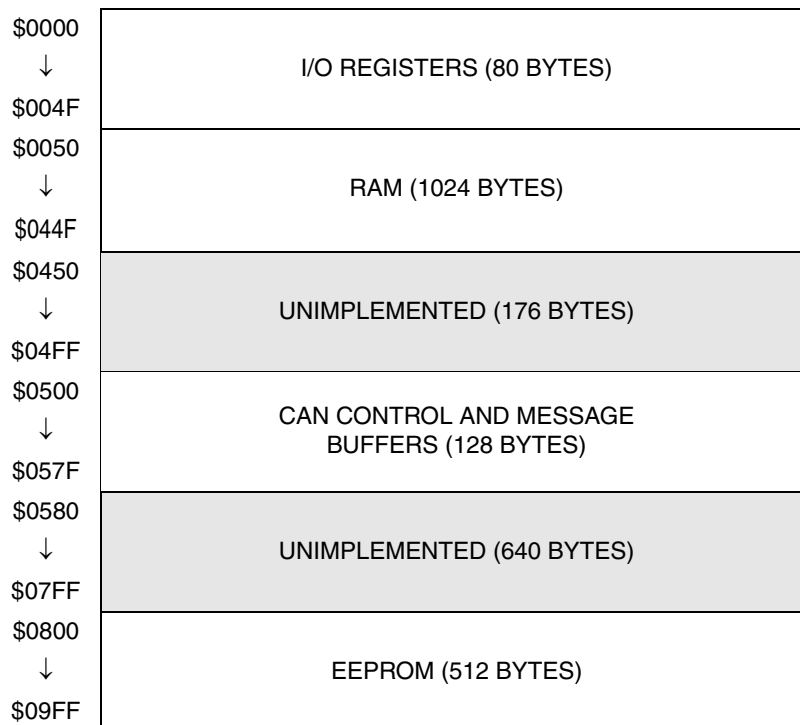 $0000
↓
$004F
I/O REGISTERS (80 BYTES)
$0050
↓
$044F
RAM (1024 BYTES)
$0450
↓
$04FF
UNIMPLEMENTED (176 BYTES)
$0500
↓
$057F
CAN CONTROL AND MESSAGE
BUFFERS (128 BYTES)
$0580
↓
$07FF
UNIMPLEMENTED (640 BYTES)
$0800
↓
$09FF
EEPROM (512 BYTES)